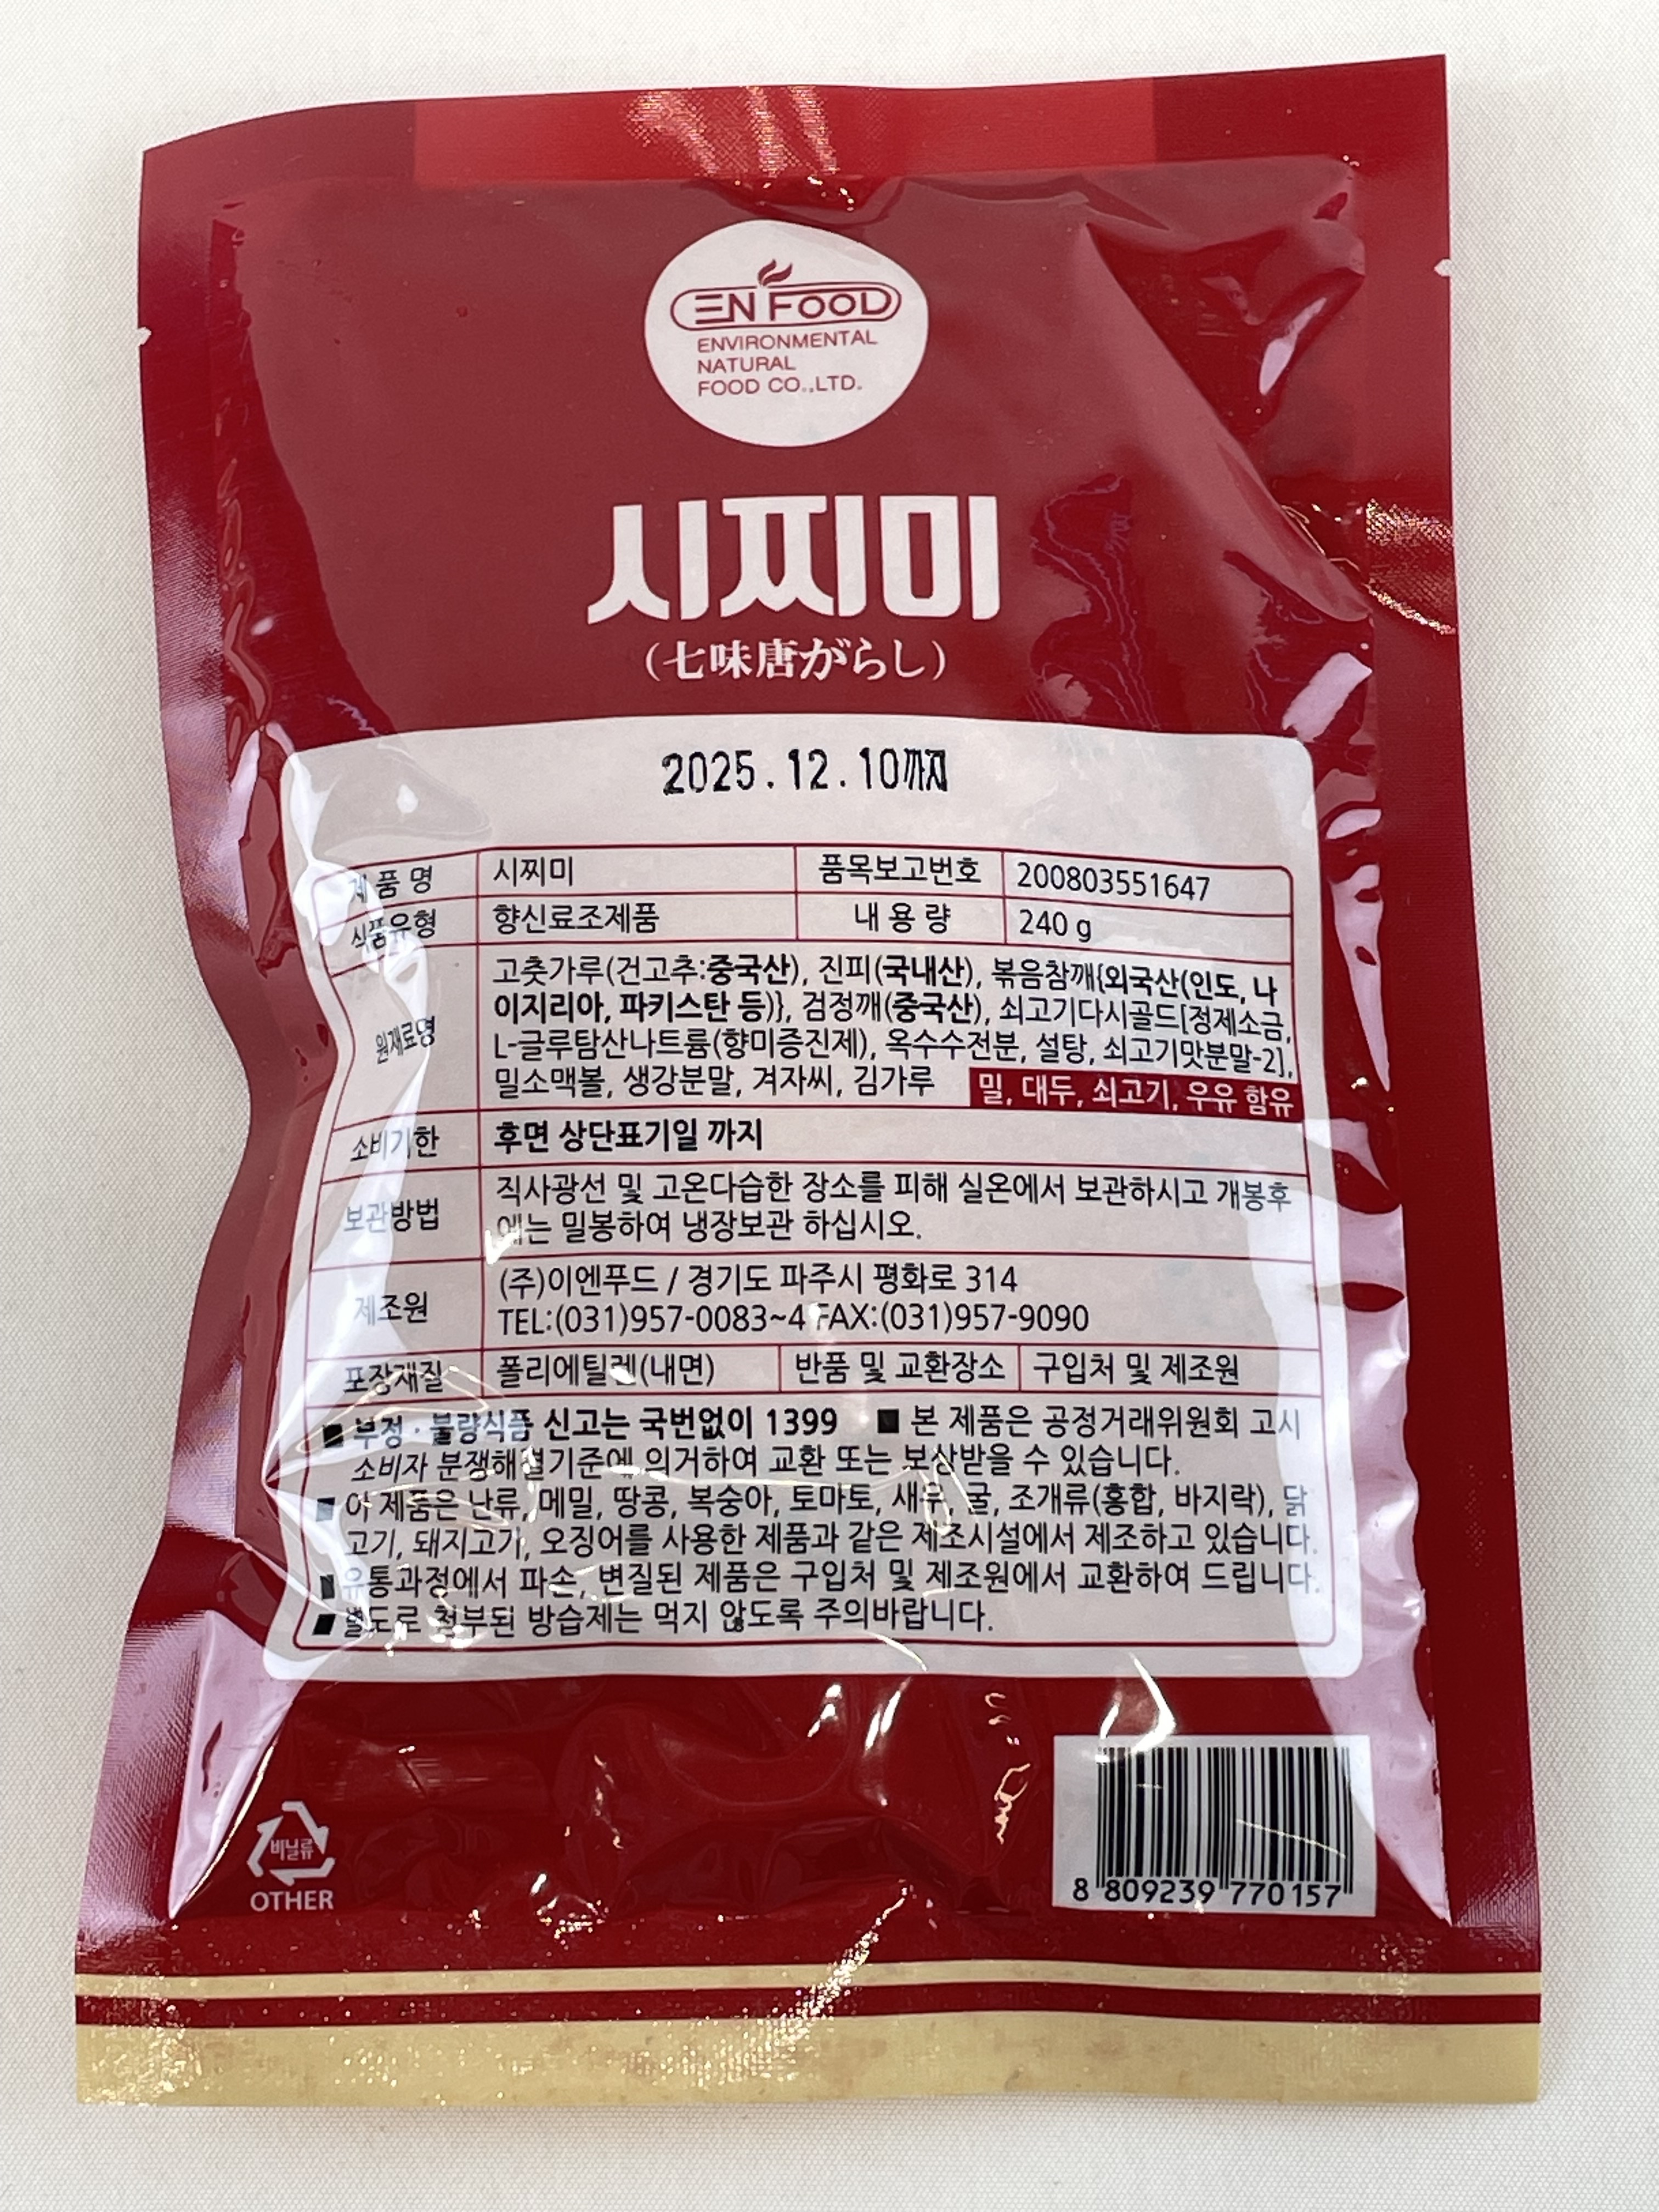 EN FOOD
ENVIRONMENTAL
NATURAL
FOOD CO.,LTD.
시찌미
(七味唐がらし)
2025.12.10까지
제품명 시찌미 품목보고번호 200803551647
식품유형 향신료조제품 내용량 240 g
원재료명 고춧가루(건고추:중국산), 진피(국내산), 볶음참깨{외국산(인도, 나
이지리아, 파키스탄 등)}, 검정깨(중국산), 쇠고기다시골드[정제소금,
L-글루탐산나트륨(향미증진제), 옥수수전분, 설탕, 쇠고기맛분말-2],
밀소맥볼, 생강분말, 겨자씨, 김가루 밀, 대두, 쇠고기, 우유 함유
소비기한 후면 상단표기일 까지
보관방법 직사광선 및 고온다습한 장소를 피해 실온에서 보관하시고 개봉후
에는 밀봉하여 냉장보관 하십시오.
제조원 (주)이엔푸드 / 경기도 파주시 평화로 314
TEL:(031)957-0083~4 FAX:(031)957-9090
포장재질 폴리에틸렌(내면) 반품 및 교환장소 구입처 및 제조원
■ 부정·불량식품 신고는 국번없이 1399 ■ 본 제품은 공정거래위원회 고시
소비자 분쟁해결기준에 의거하여 교환 또는 보상받을 수 있습니다.
■ 이 제품은 난류, 메밀, 땅콩, 복숭아, 토마토, 새우, 굴, 조개류(홍합, 바지락), 닭
고기, 돼지고기, 오징어를 사용한 제품과 같은 제조시설에서 제조하고 있습니다.
■ 유통과정에서 파손, 변질된 제품은 구입처 및 제조원에서 교환하여 드립니다.
■ 별도로 첨부된 방습제는 먹지 않도록 주의바랍니다.
비닐류
OTHER
8 809239 770157